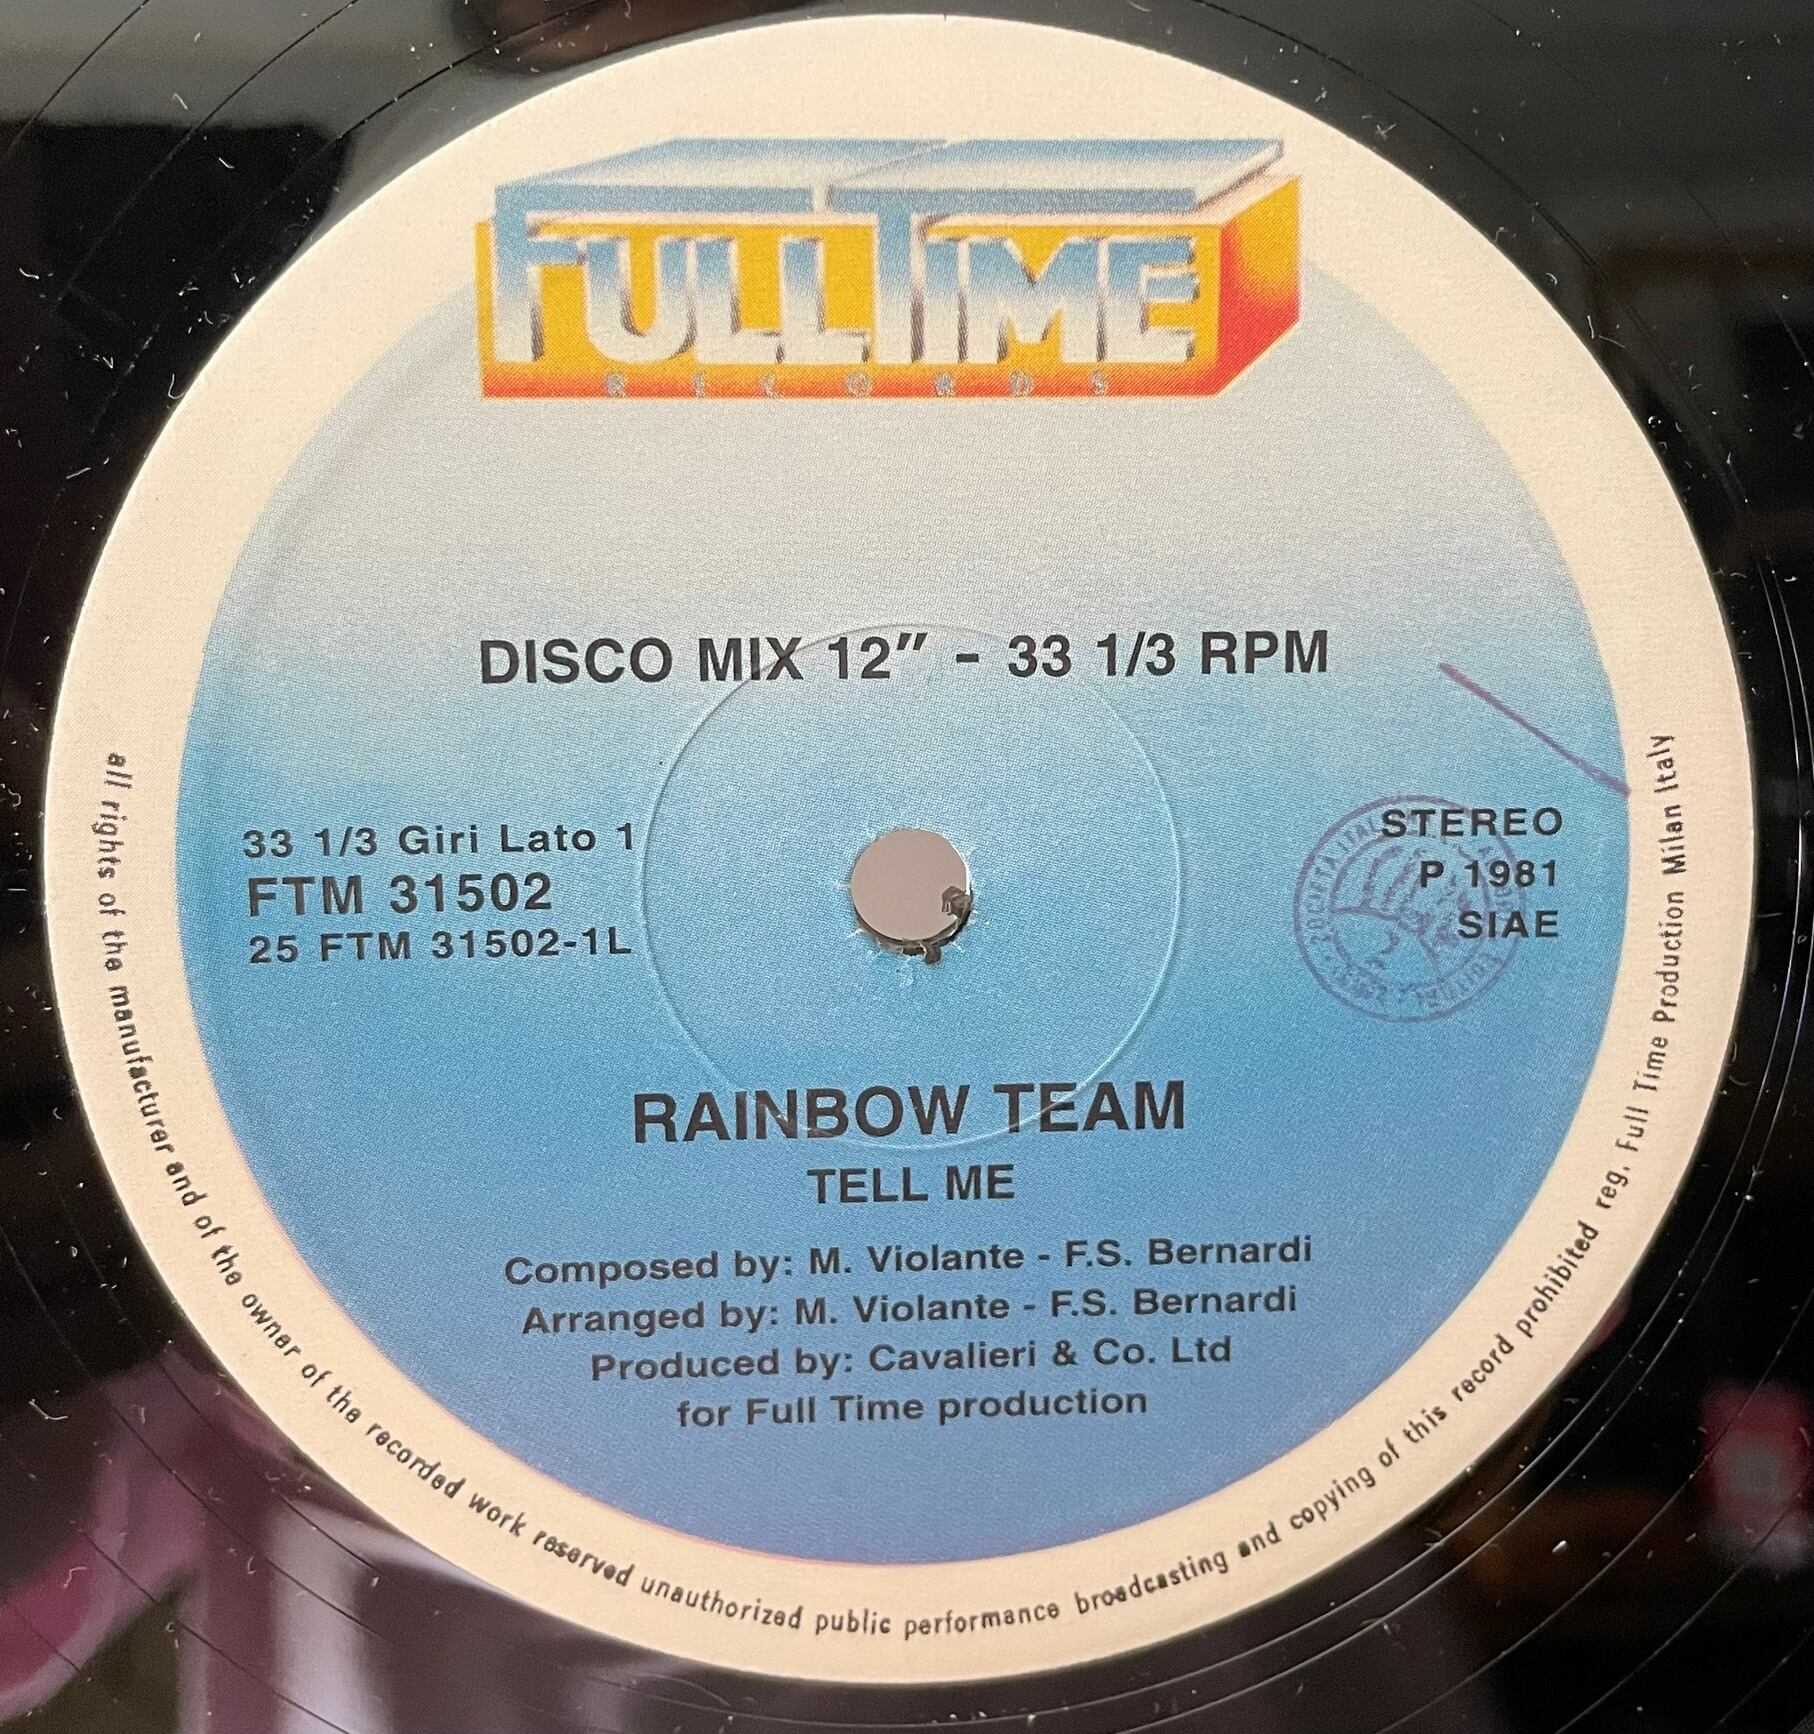 FULLTIME
RECORDS
DISCO MIX 12" - 33 1/3 RPM
33 1/3 Giri Lato 1
FTM 31502
25 FTM 31502-1L
STEREO
P 1981
SIAE
RAINBOW TEAM
TELL ME
Composed by: M. Violante - F.S. Bernardi
Arranged by: M. Violante - F.S. Bernardi
Produced by: Cavalieri & Co. Ltd
for Full Time production
all rights of the manufacturer and of the owner of the recorded work reserved unauthorized public performance broadcasting and copying of this record prohibited reg. Full Time Production Milan Italy